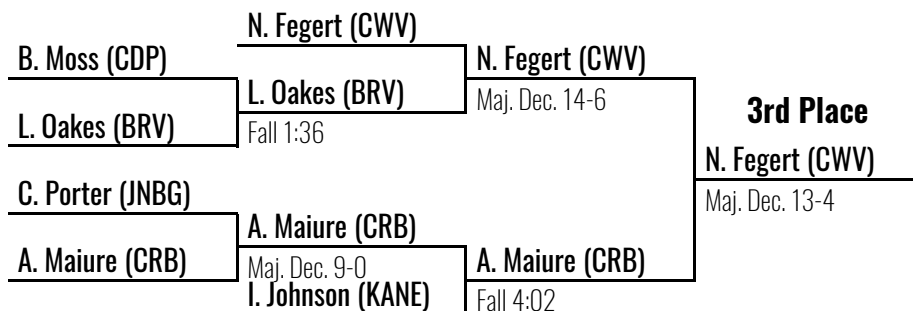 N. Fegert (CWV)
B. Moss (CDP)
N. Fegert (CWV)
L. Oakes (BRV)
Maj. Dec. 14-6
3rd Place
L. Oakes (BRV)
Fall 1:36
N. Fegert (CWV)
C. Porter (JNBG)
Maj. Dec. 13-4
A. Maiure (CRB)
A. Maiure (CRB)
Maj. Dec. 9-0
A. Maiure (CRB)
I. Johnson (KANE)
Fall 4:02